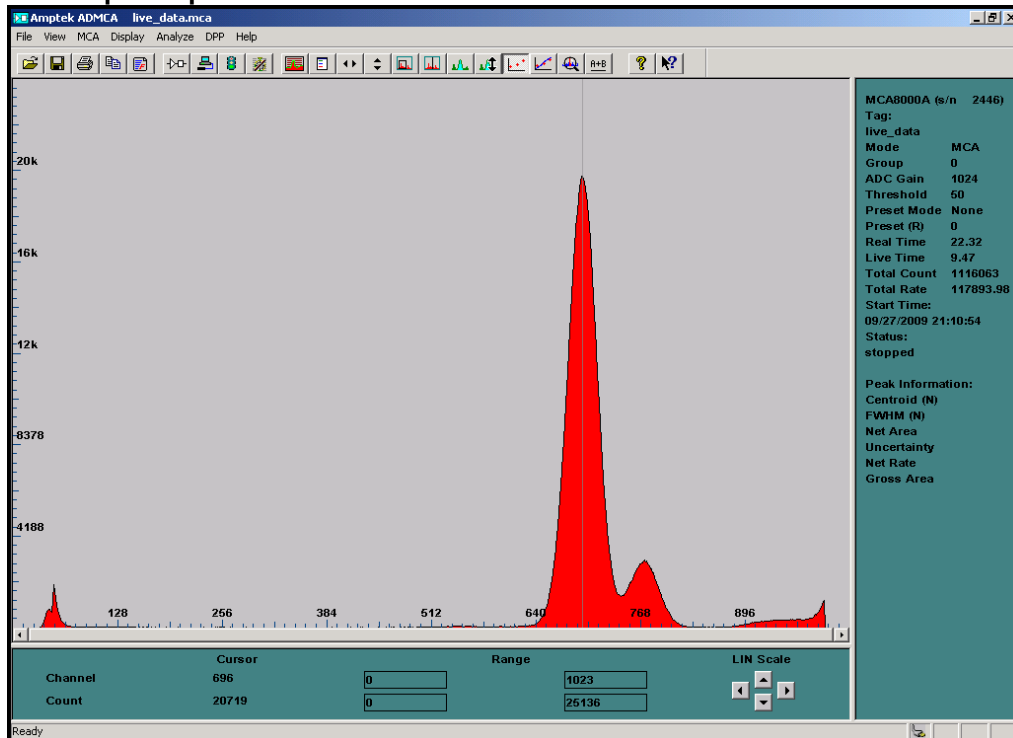 Amptek ADMCA live_data.mca
File View MCA Display Analyze DPP Help
A+B
MCA8000A (s/n 2446)
Tag:
live_data
Mode MCA
Group 0
ADC Gain 1024
Threshold 50
Preset Mode None
Preset (R) 0
Real Time 22.32
Live Time 9.47
Total Count 1116063
Total Rate 117893.98
Start Time:
09/27/2009 21:10:54
Status:
stopped
Peak Information:
Centroid (N)
FWHM (N)
Net Area
Uncertainty
Net Rate
Gross Area
20k
16k
12k
8378
4188
128 256 384 512 640 768 896
Cursor Range LIN Scale
Channel 696 0 1023
Count 20719 0 25136
Ready